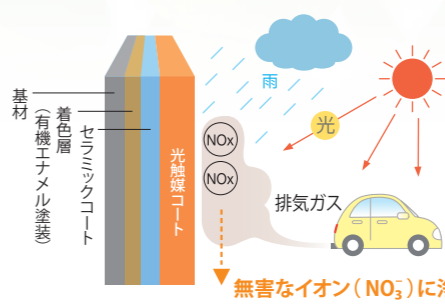 基材
着色層
（有機エナメル塗装）
セラミックコート
光触媒コート
NOx
NOx
雨
光
排気ガス
無害なイオン（NO₃⁻）に